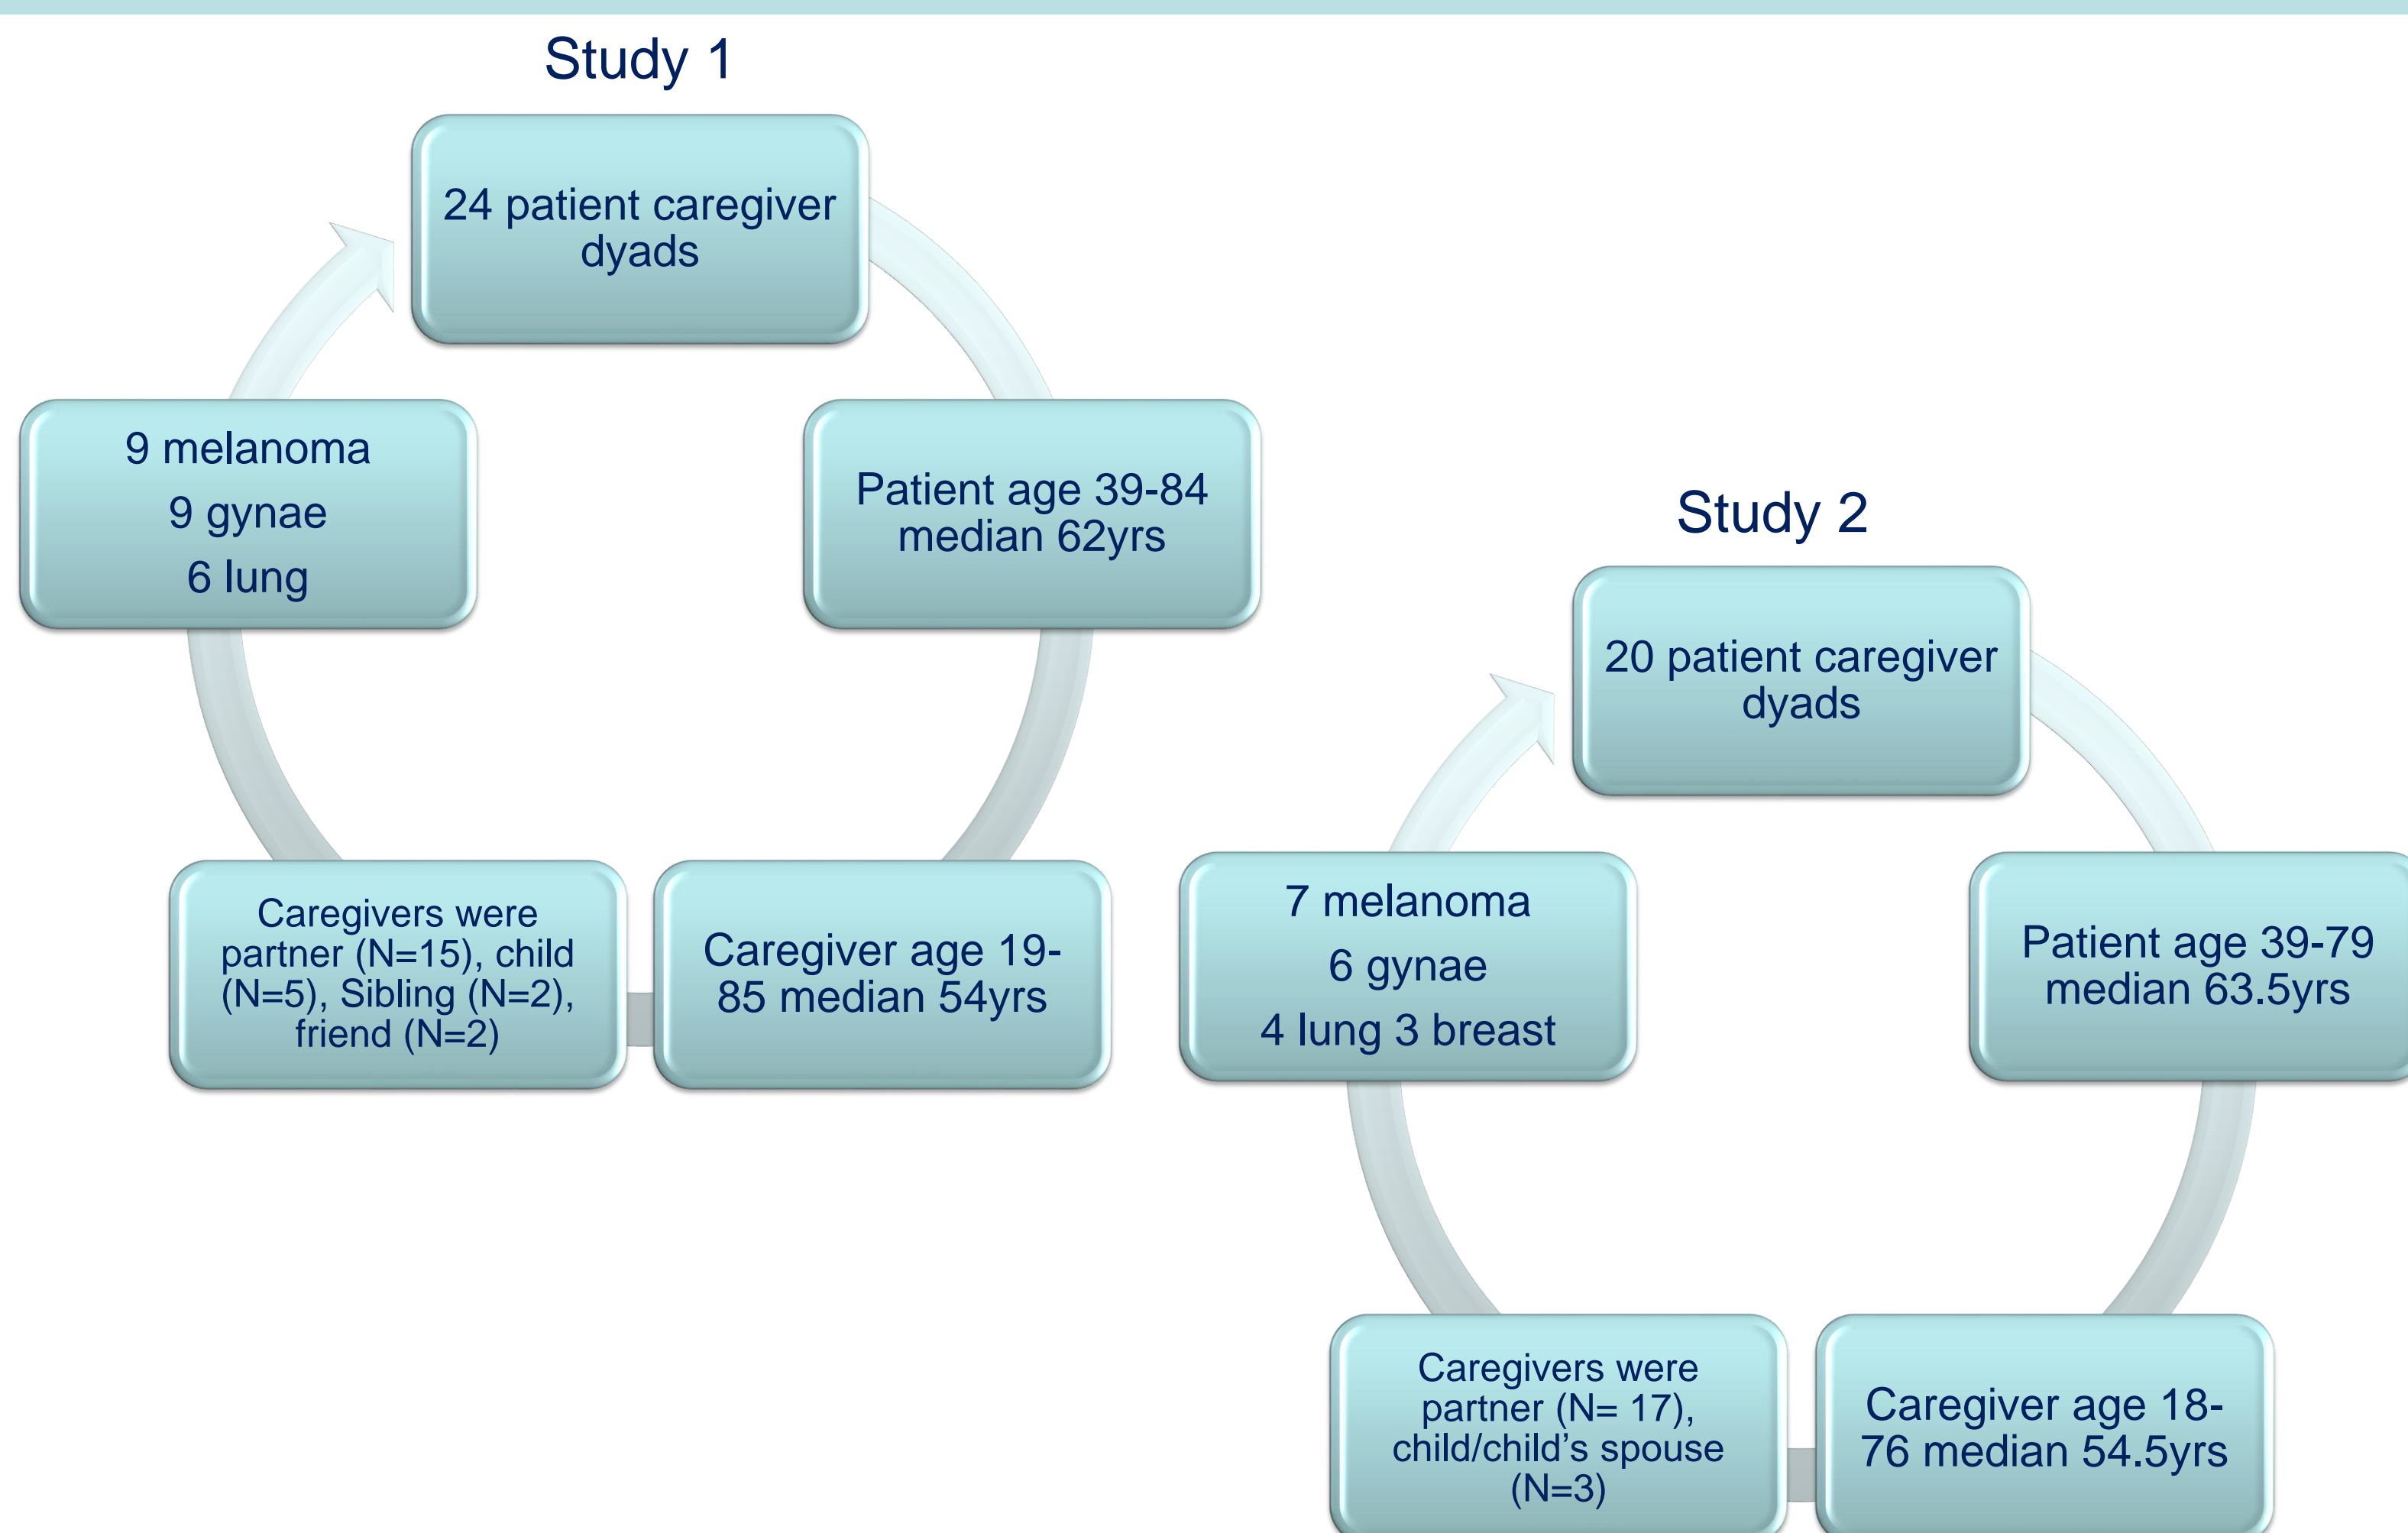 Study 1
24 patient caregiver
dyads
Patient age 39-84
median 62yrs
Caregiver age 19-
85 median 54yrs
Caregivers were
partner (N=15), child
(N=5), Sibling (N=2),
friend (N=2)
9 melanoma
9 gynae
6 lung
Study 2
20 patient caregiver
dyads
Patient age 39-79
median 63.5yrs
Caregiver age 18-
76 median 54.5yrs
Caregivers were
partner (N= 17),
child/child’s spouse
(N=3)
7 melanoma
6 gynae
4 lung 3 breast